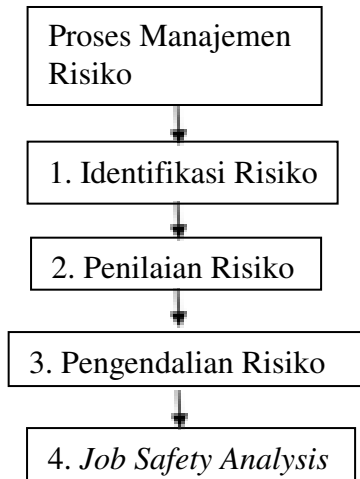 Proses Manajemen
Risiko
1. Identifikasi Risiko
2. Penilaian Risiko
3. Pengendalian Risiko
4. Job Safety Analysis